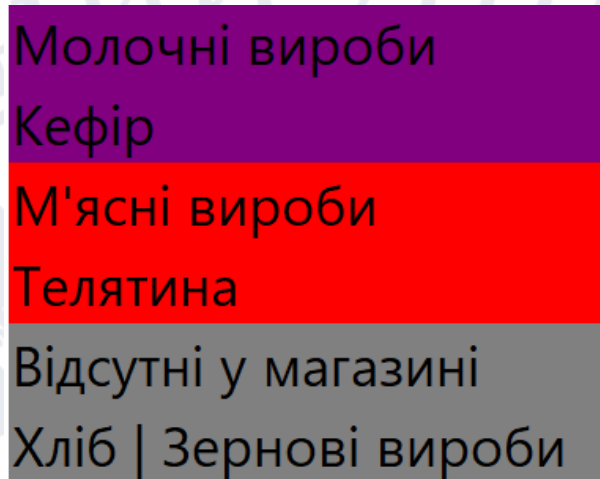 Молочні вироби
Кефір
М'ясні вироби
Телятина
Відсутні у магазині
Хліб | Зернові вироби